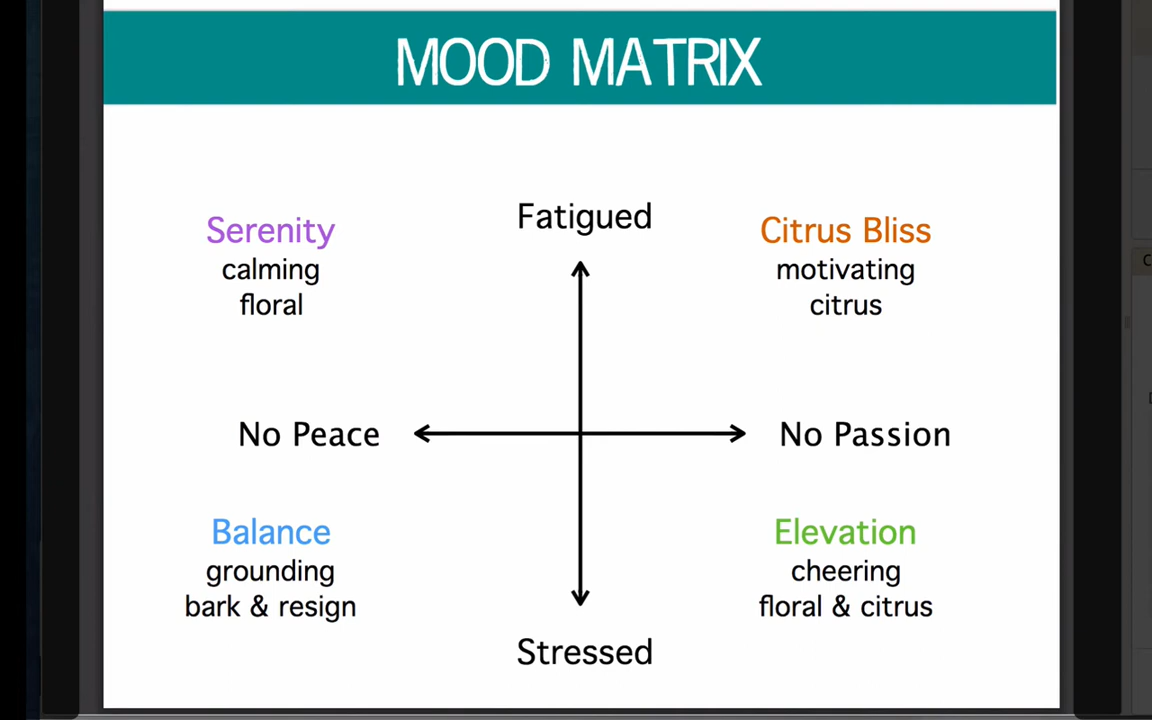 MOOD MATRIX
Fatigued
Serenity
calming
floral
Citrus Bliss
motivating
citrus
No Peace
No Passion
Balance
grounding
bark & resign
Elevation
cheering
floral & citrus
Stressed